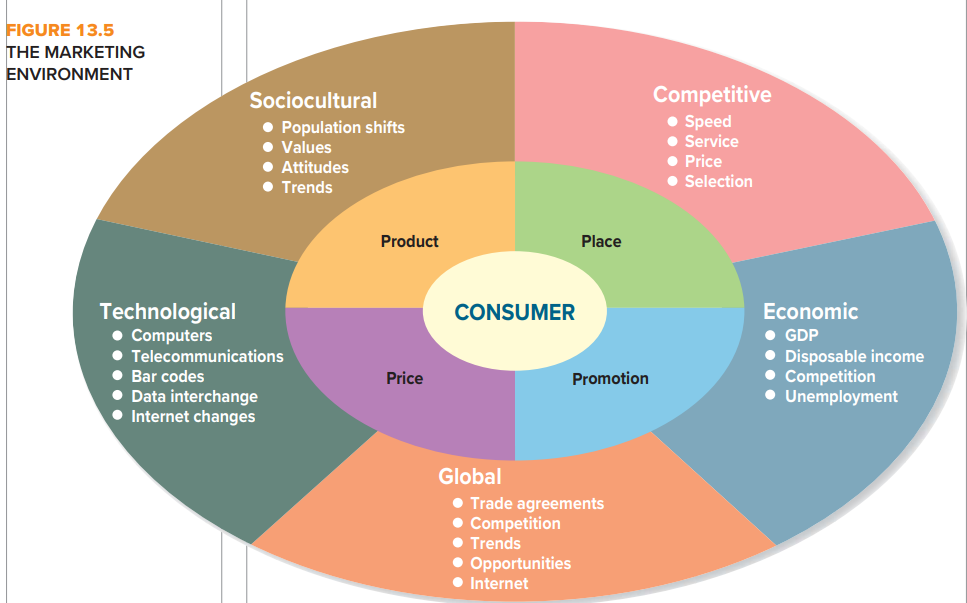 FIGURE 13.5
THE MARKETING
ENVIRONMENT
Sociocultural
● Population shifts
● Values
● Attitudes
● Trends
Competitive
● Speed
● Service
● Price
● Selection
Product
Place
CONSUMER
Technological
● Computers
● Telecommunications
● Bar codes
● Data interchange
● Internet changes
Economic
● GDP
● Disposable income
● Competition
● Unemployment
Price
Promotion
Global
● Trade agreements
● Competition
● Trends
● Opportunities
● Internet